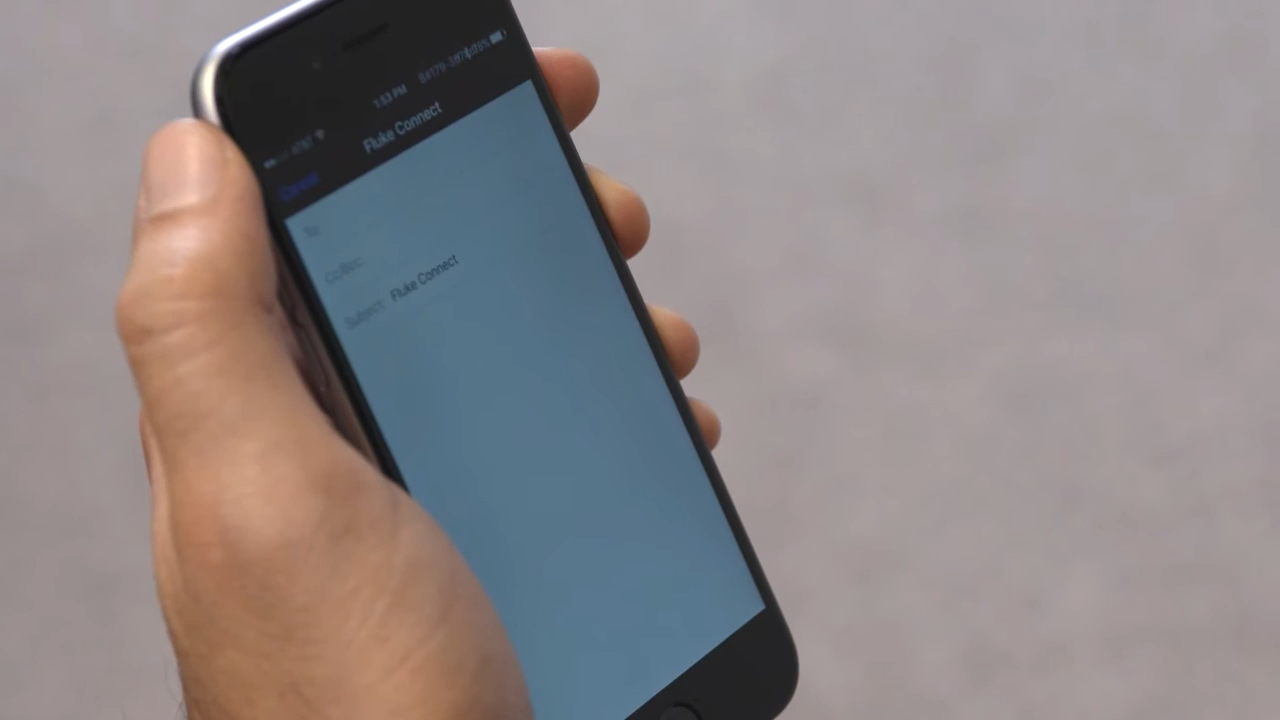 1:53 PM
Fluke Connect
Cancel
To:
Cc/Bcc:
Subject: Fluke Connect